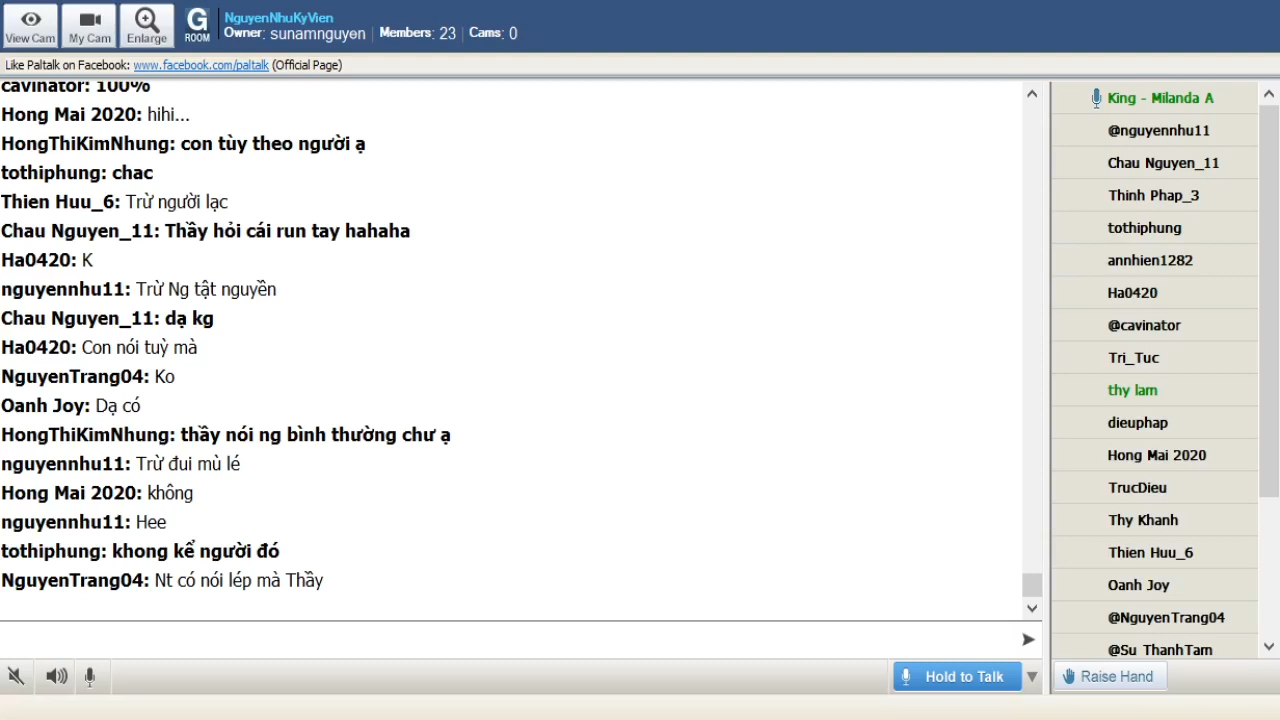 View Cam
My Cam
Enlarge
G
ROOM
NguyenNhuKyVien
Owner: sunamnguyen Members: 23 Cams: 0
Like Paltalk on Facebook: www.facebook.com/paltalk (Official Page)
cavinator: 100%
Hong Mai 2020: hihi...
HongThiKimNhung: con tùy theo người ạ
tothiphung: chac
Thien Huu_6: Trừ người lạc
Chau Nguyen_11: Thầy hỏi cái run tay hahaha
Ha0420: K
nguyennhu11: Trừ Ng tật nguyền
Chau Nguyen_11: dạ kg
Ha0420: Con nói tuỳ mà
NguyenTrang04: Ko
Oanh Joy: Dạ có
HongThiKimNhung: thầy nói ng bình thường chư ạ
nguyennhu11: Trừ đui mù lé
Hong Mai 2020: không
nguyennhu11: Hee
tothiphung: khong kể người đó
NguyenTrang04: Nt có nói lép mà Thầy
Hold to Talk
King - Milanda A
@nguyennhu11
Chau Nguyen_11
Thinh Phap_3
tothiphung
annhien1282
Ha0420
@cavinator
Tri_Tuc
thy lam
dieuphap
Hong Mai 2020
TrucDieu
Thy Khanh
Thien Huu_6
Oanh Joy
@NguyenTrang04
@Su ThanhTam
Raise Hand